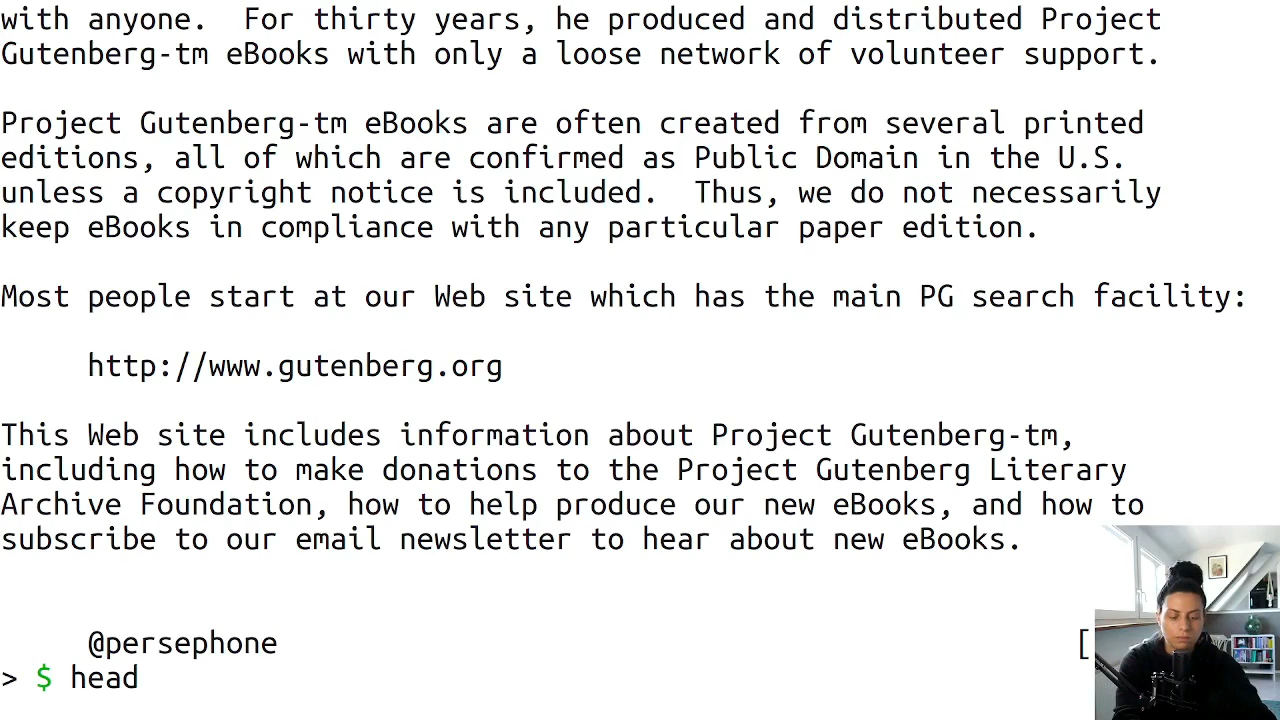 with anyone.  For thirty years, he produced and distributed Project
Gutenberg-tm eBooks with only a loose network of volunteer support.
Project Gutenberg-tm eBooks are often created from several printed
editions, all of which are confirmed as Public Domain in the U.S.
unless a copyright notice is included.  Thus, we do not necessarily
keep eBooks in compliance with any particular paper edition.
Most people start at our Web site which has the main PG search facility:
http://www.gutenberg.org
This Web site includes information about Project Gutenberg-tm,
including how to make donations to the Project Gutenberg Literary
Archive Foundation, how to help produce our new eBooks, and how to
subscribe to our email newsletter to hear about new eBooks.
@persephone [
> $ head